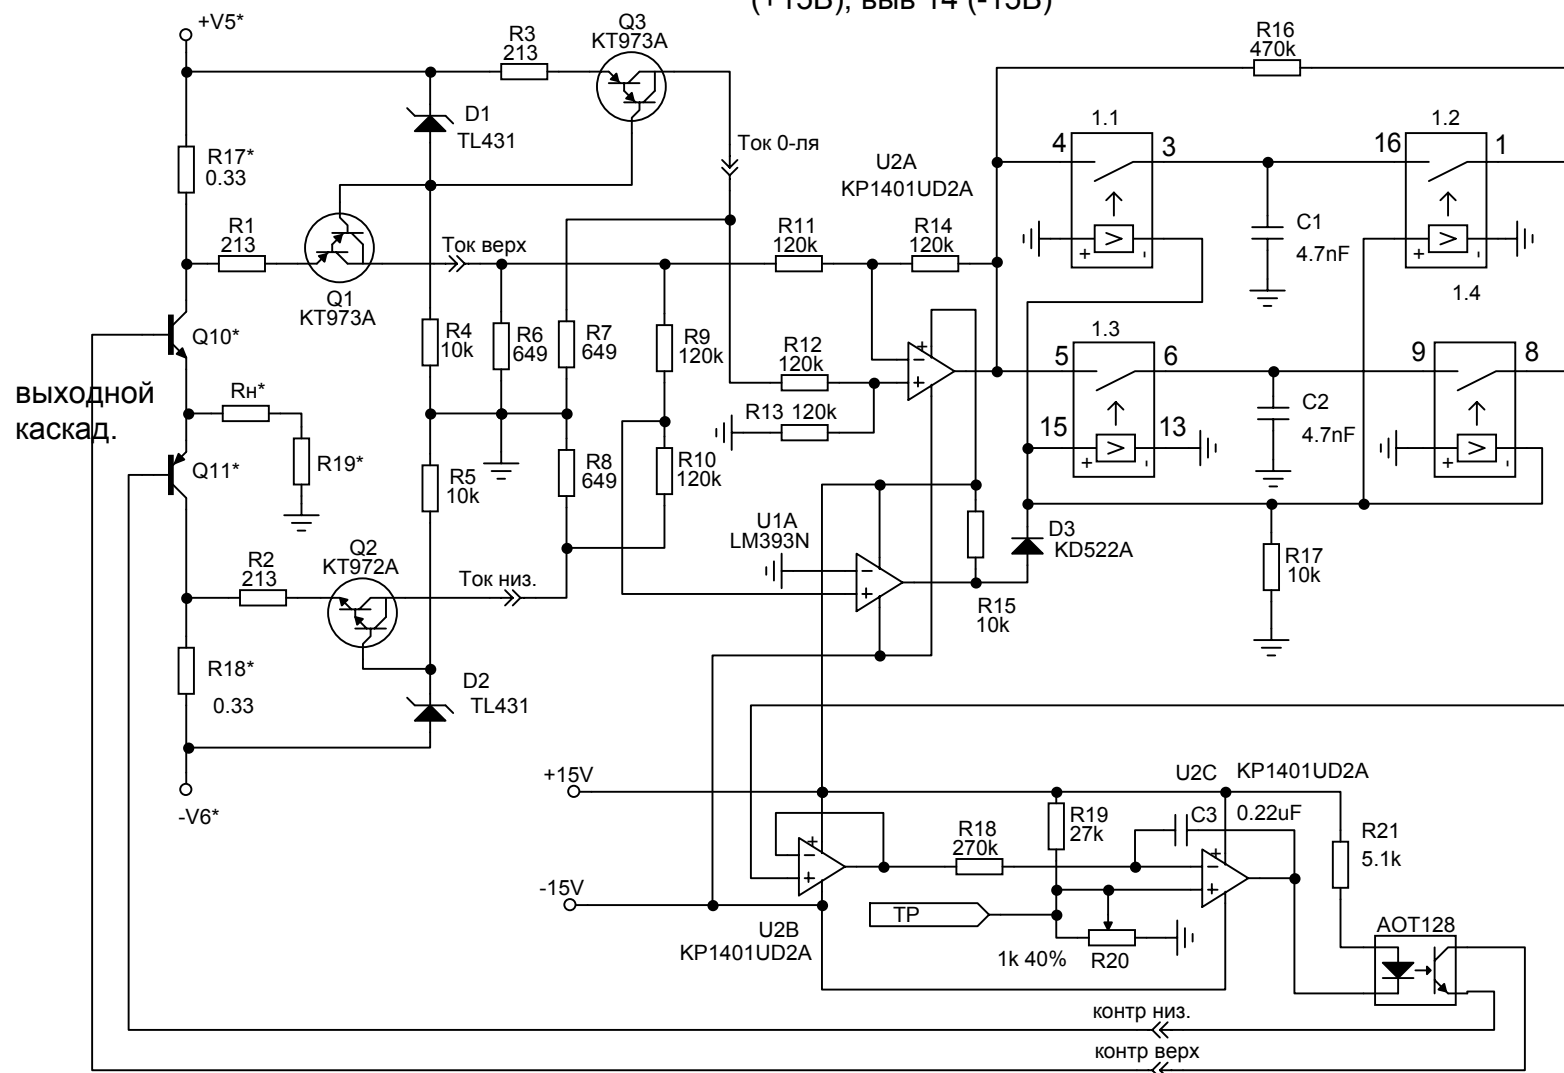 (+15В), выв 14 (-15В)
+V5*
R3
213
Q3
KT973A
R16
470k
D1
TL431
1.1
4
3
1.2
16
1
R17*
0.33
Ток 0-ля
U2A
KP1401UD2A
R1
213
Ток верх
R11
120k
R14
120k
C1
4.7nF
Q1
KT973A
1.4
Q10*
R4
10k
R6
649
R7
649
R9
120k
R12
120k
1.3
5
6
9
8
выходной
каскад.
Rн*
R13 120k
C2
4.7nF
15
13
R19*
Q11*
R5
10k
R8
649
R10
120k
U1A
LM393N
D3
KD522A
R2
213
Q2
KT972A
Ток низ.
R17
10k
R15
10k
R18*
0.33
D2
TL431
+15V
U2C
KP1401UD2A
-V6*
R18
270k
R19
27k
C3
0.22uF
R21
5.1k
-15V
TP
U2B
KP1401UD2A
1k 40%
R20
AOT128
контр низ.
контр верх